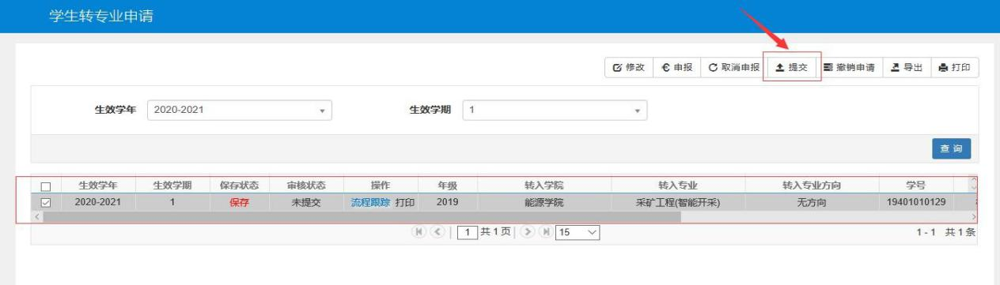 学生转专业申请
修改 申报 取消申报 提交 撤销申请 导出 打印
生效学年 2020-2021 生效学期 1
查 询
生效学年 生效学期 保存状态 审核状态 操作 年级 转入学院 转入专业 转入专业方向 学号
2020-2021 1 保存 未提交 流程跟踪 打印 2019 能源学院 采矿工程(智能开采) 无方向 19401010129
1 共 1 页 15 1 - 1 共 1 条